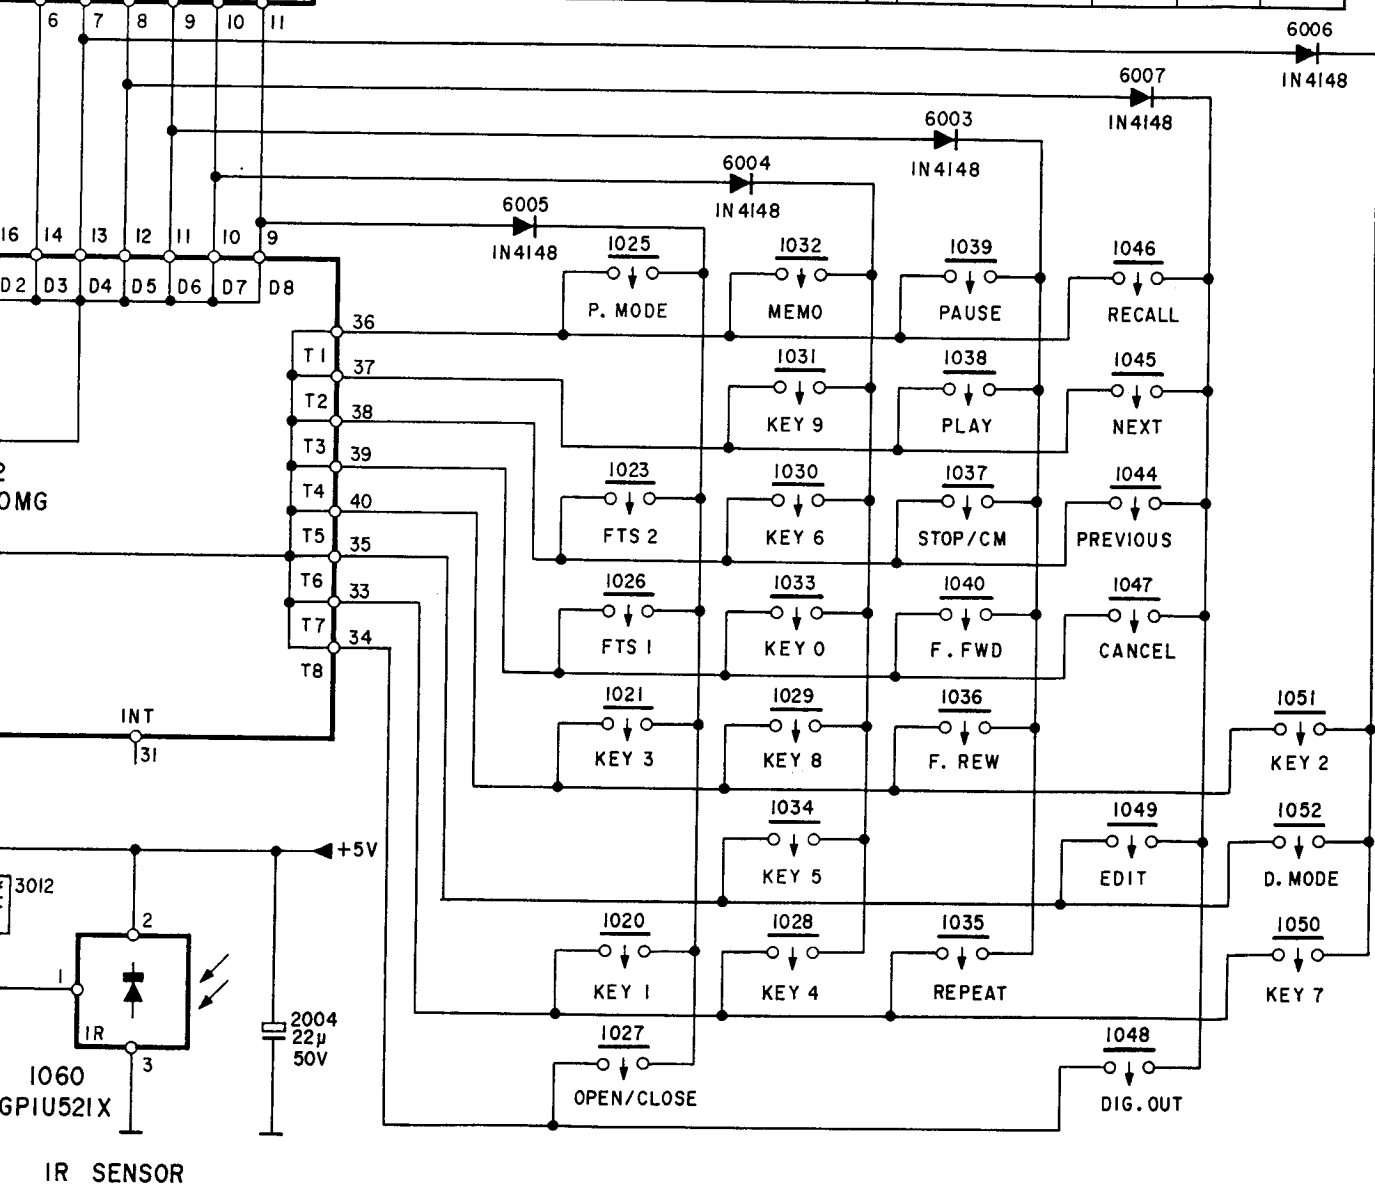 6 7 8 9 10 11
6006
IN4148
6007
IN4148
6003
IN4148
6004
IN4148
6005
IN4148
16 14 13 12 11 10 9
D2 D3 D4 D5 D6 D7 D8
1025 1032 1039 1046
P. MODE MEMO PAUSE RECALL
36
T1
37
1031 1038 1045
T2
38
KEY 9 PLAY NEXT
T3
39
1023 1030 1037 1044
2
T4
OMG
40
T5
FTS 2 KEY 6 STOP/CM PREVIOUS
35
T6
1026 1033 1040 1047
33
T7
34
FTS 1 KEY 0 F. FWD CANCEL
T8
1021 1029 1036 1051
INT
31
KEY 3 KEY 8 F. REW KEY 2
1034 1049 1052
+5V
KEY 5 EDIT D. MODE
3012
2
1020 1028 1035 1050
1
KEY 1 KEY 4 REPEAT KEY 7
IR
2004
22µ
50V
3
1027 1048
1060
GP1U521X
OPEN/CLOSE DIG. OUT
IR SENSOR